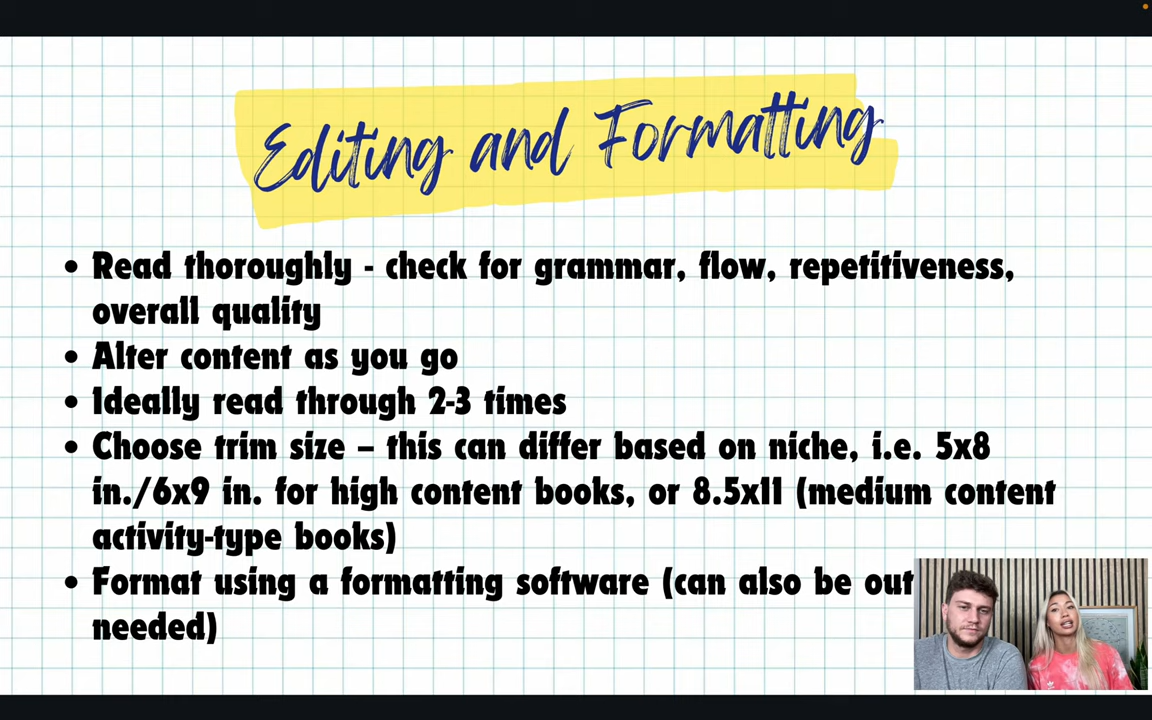 Editing and Formatting
• Read thoroughly - check for grammar, flow, repetitiveness,
overall quality
• Alter content as you go
• Ideally read through 2-3 times
• Choose trim size – this can differ based on niche, i.e. 5x8
in./6x9 in. for high content books, or 8.5x11 (medium content
activity-type books)
• Format using a formatting software (can also be out
needed)